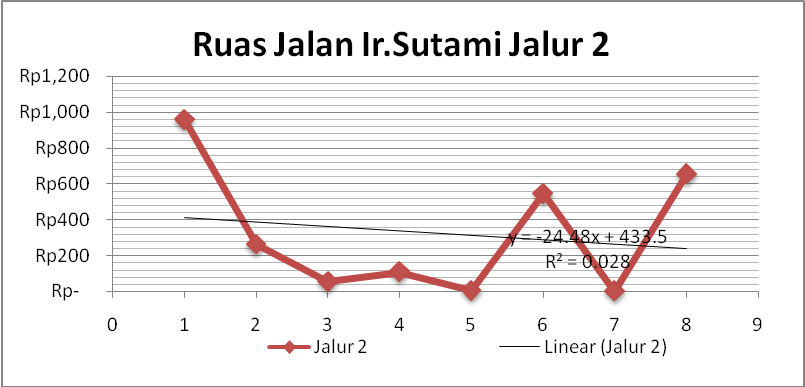 Ruas Jalan Ir.Sutami Jalur 2
Rp1,200
Rp1,000
Rp800
Rp600
Rp400
Rp200
Rp-
y = -24.48x + 433.5
R² = 0.028
0 1 2 3 4 5 6 7 8 9
Jalur 2 Linear (Jalur 2)